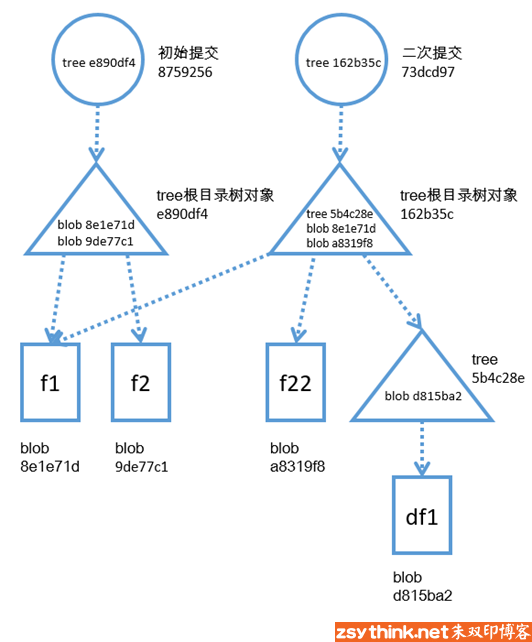 初始提交
8759256
tree e890df4
二次提交
73dcd97
tree 162b35c
tree根目录树对象
e890df4
blob 8e1e71d
blob 9de77c1
tree根目录树对象
162b35c
tree 5b4c28e
blob 8e1e71d
blob a8319f8
f1
f2
f22
tree
5b4c28e
blob d815ba2
blob
8e1e71d
blob
9de77c1
blob
a8319f8
df1
blob
d815ba2
zsythink.net朱双印博客